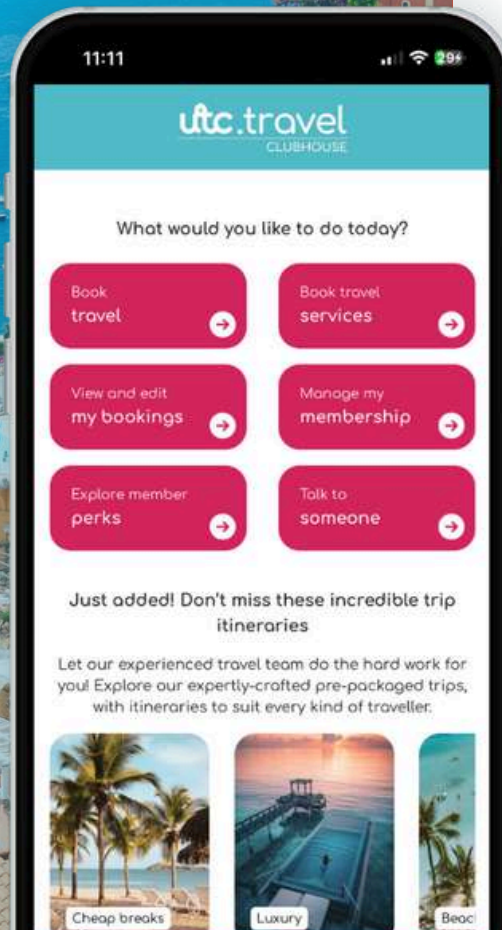 11:11
29
utc.travel
CLUBHOUSE
What would you like to do today?
Book
travel
Book travel
services
View and edit
my bookings
Manage my
membership
Explore member
perks
Talk to
someone
Just added! Don't miss these incredible trip
itineraries
Let our experienced travel team do the hard work for
you! Explore our expertly-crafted pre-packaged trips,
with itineraries to suit every kind of traveller.
Cheap breaks
Luxury